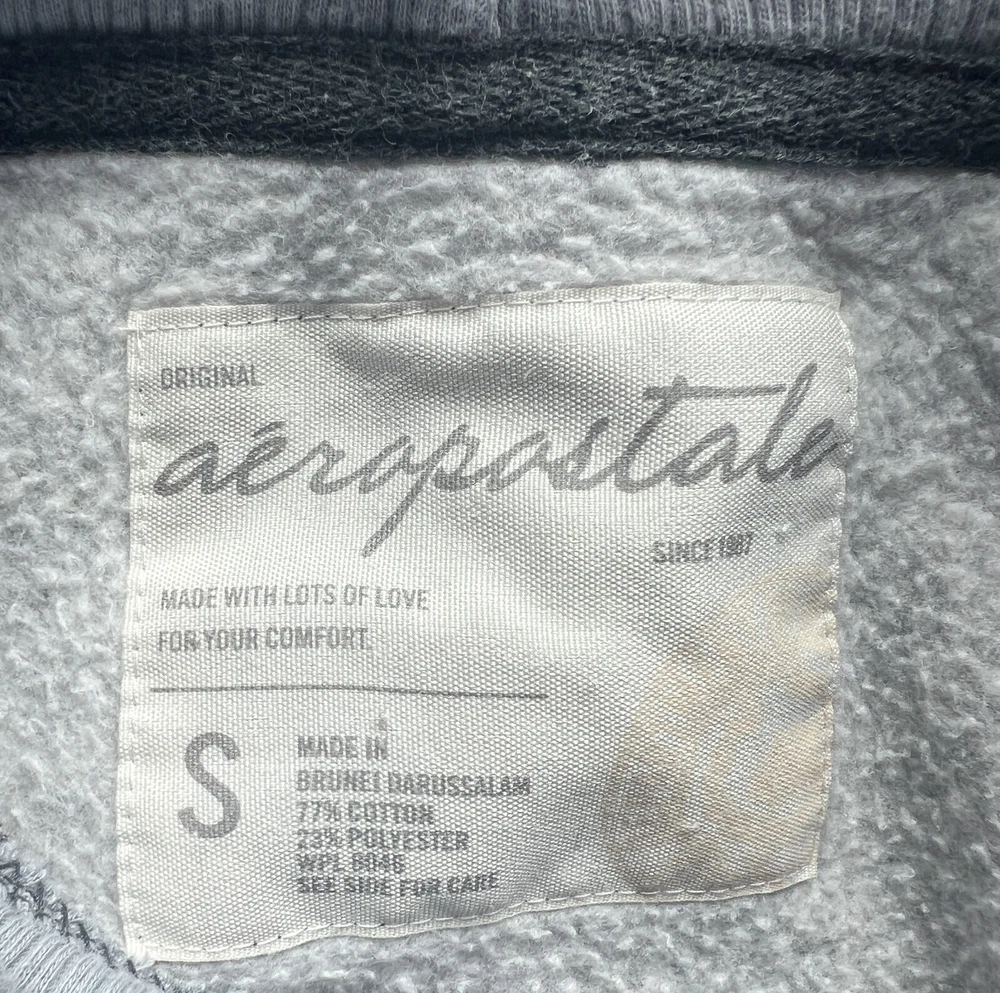 ORIGINAL
aéropostale
SINCE 1987
MADE WITH LOTS OF LOVE
FOR YOUR COMFORT.
S
MADE IN
BRUNEI DARUSSALAM
77% COTTON
23% POLYESTER
WPL 8046
SEE SIDE FOR CARE